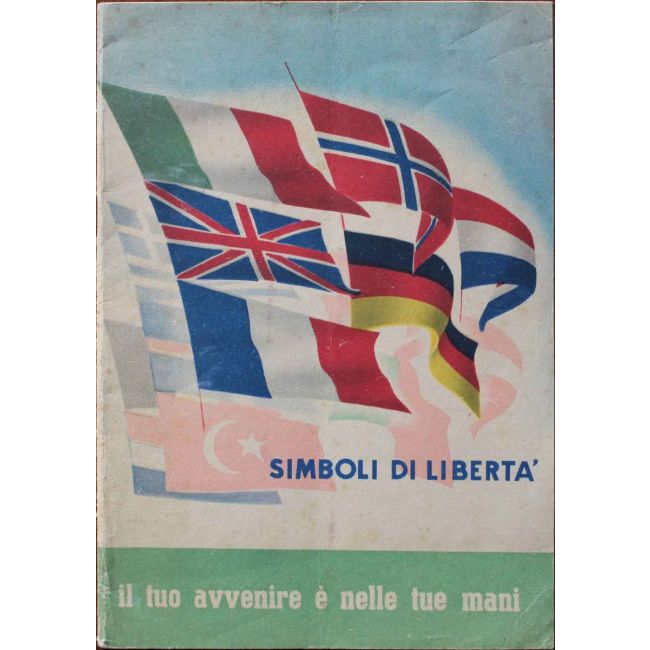 SIMBOLI DI LIBERTA'
il tuo avvenire è nelle tue mani